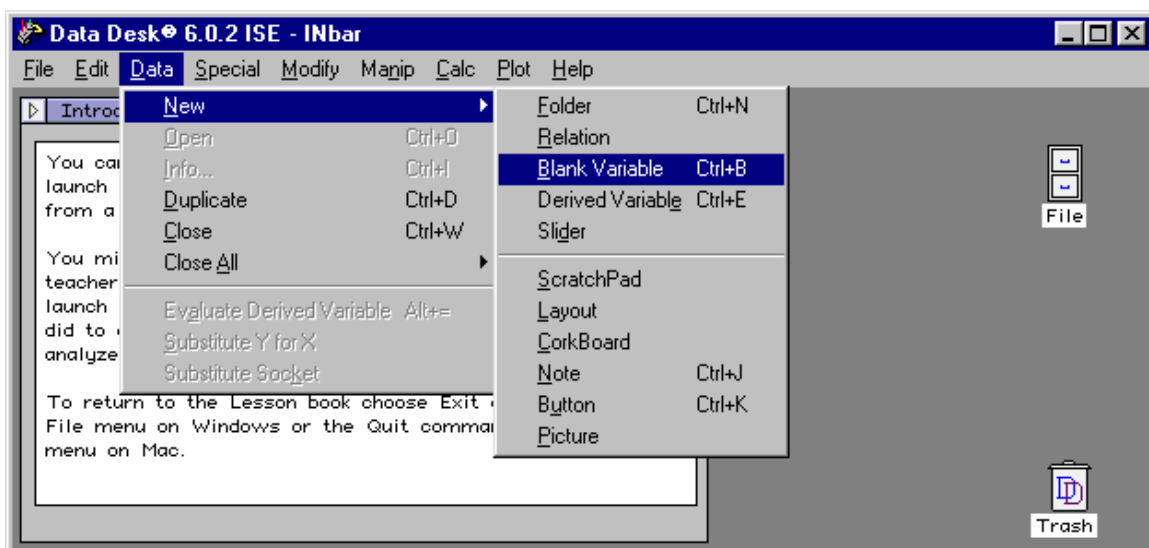 Data Desk® 6.0.2 ISE - INbar
File Edit Data Special Modify Manip Calc Plot Help
New
Open Ctrl+O
Info... Ctrl+I
Duplicate Ctrl+D
Close Ctrl+W
Close All
Evaluate Derived Variable Alt+=
Substitute Y for X
Substitute Socket
Folder Ctrl+N
Relation
Blank Variable Ctrl+B
Derived Variable Ctrl+E
Slider
ScratchPad
Layout
CorkBoard
Note Ctrl+J
Button Ctrl+K
Picture
Introd
You can
launch
from a
You mi
teacher
launch
did to
analyze
To return to the Lesson book choose Exit
File menu on Windows or the Quit comman
menu on Mac.
File
Trash